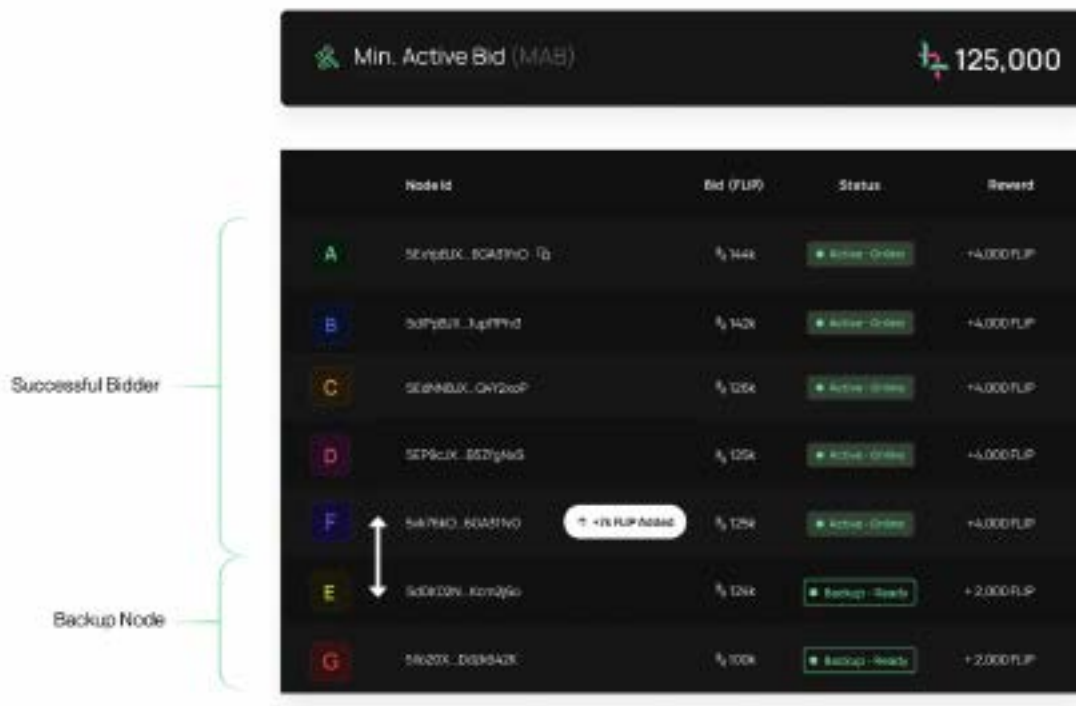 Min. Active Bid (MAB) 125,000
Node Id Bid (FLIP) Status Reward
A 144k Active - Online +4,000 FLIP
B 142k Active - Online +4,000 FLIP
Successful Bidder
C 126k Active - Online +4,000 FLIP
D 125k Active - Online +4,000 FLIP
F FLIP Added 125k Active - Online +4,000 FLIP
E 124k Backup - Ready + 2,000 FLIP
Backup Node
G 100k Backup - Ready + 2,000 FLIP